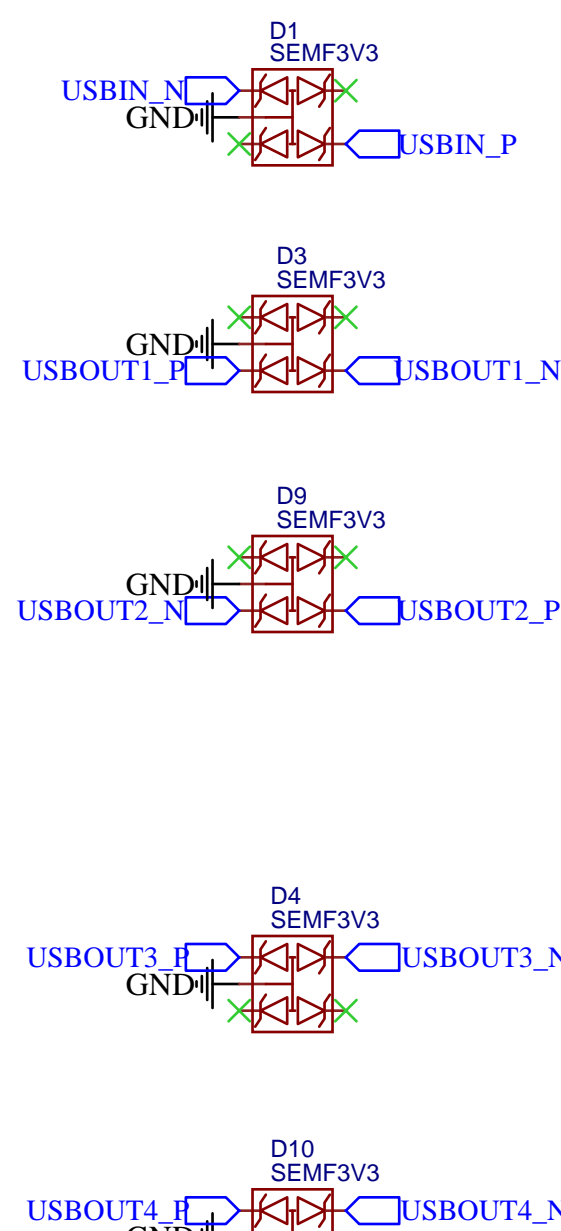 D1
SEMF3V3
USBIN_N
GND
USBIN_P
D3
SEMF3V3
GND
USBOUT1_P
USBOUT1_N
D9
SEMF3V3
GND
USBOUT2_N
USBOUT2_P
D4
SEMF3V3
USBOUT3_P
USBOUT3_N
GND
D10
SEMF3V3
USBOUT4_P
USBOUT4_N
GND